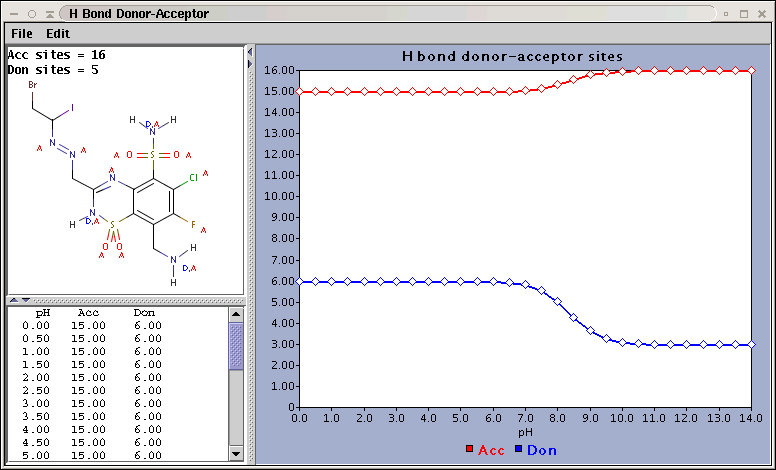 H Bond Donor-Acceptor
File Edit
Acc sites = 16
Don sites = 5
Br
I
H D,A H
N
A N N A
A O S O A
A
N
Cl A
N
H D,A
S
F A
O O
A A
H
N
D,A
H
pH Acc Don
0.00 15.00 6.00
0.50 15.00 6.00
1.00 15.00 6.00
1.50 15.00 6.00
2.00 15.00 6.00
2.50 15.00 6.00
3.00 15.00 6.00
3.50 15.00 6.00
4.00 15.00 6.00
4.50 15.00 6.00
5.00 15.00 6.00
H bond donor-acceptor sites
16.00
15.00
14.00
13.00
12.00
11.00
10.00
9.00
8.00
7.00
6.00
5.00
4.00
3.00
2.00
1.00
0
0.0 1.0 2.0 3.0 4.0 5.0 6.0 7.0 8.0 9.0 10.0 11.0 12.0 13.0 14.0
pH
Acc Don